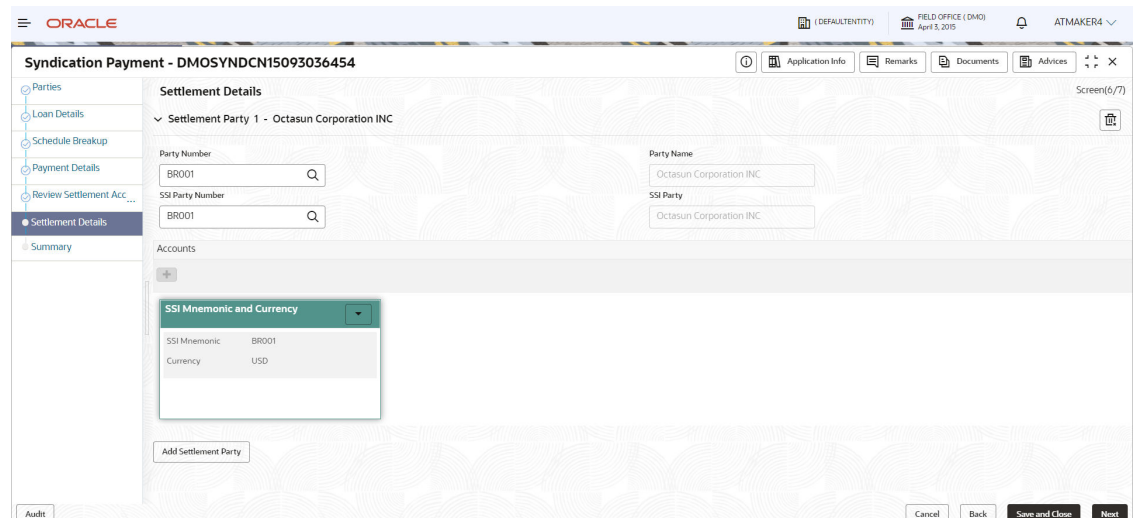 ORACLE
( DEFAULTENTITY)
FIELD OFFICE ( DMO)
April 3, 2015
ATMAKER4
Syndication Payment - DMOSYNDCN15093036454
Application Info
Remarks
Documents
Advices
Parties
Loan Details
Schedule Breakup
Payment Details
Review Settlement Acc...
Settlement Details
Summary
Settlement Details
Screen(6/7)
Settlement Party 1 - Octasun Corporation INC
Party Number
Party Name
BR001
Octasun Corporation INC
SSI Party Number
SSI Party
BR001
Octasun Corporation INC
Accounts
SSI Mnemonic and Currency
SSI Mnemonic BR001
Currency USD
Add Settlement Party
Audit
Cancel
Back
Save and Close
Next